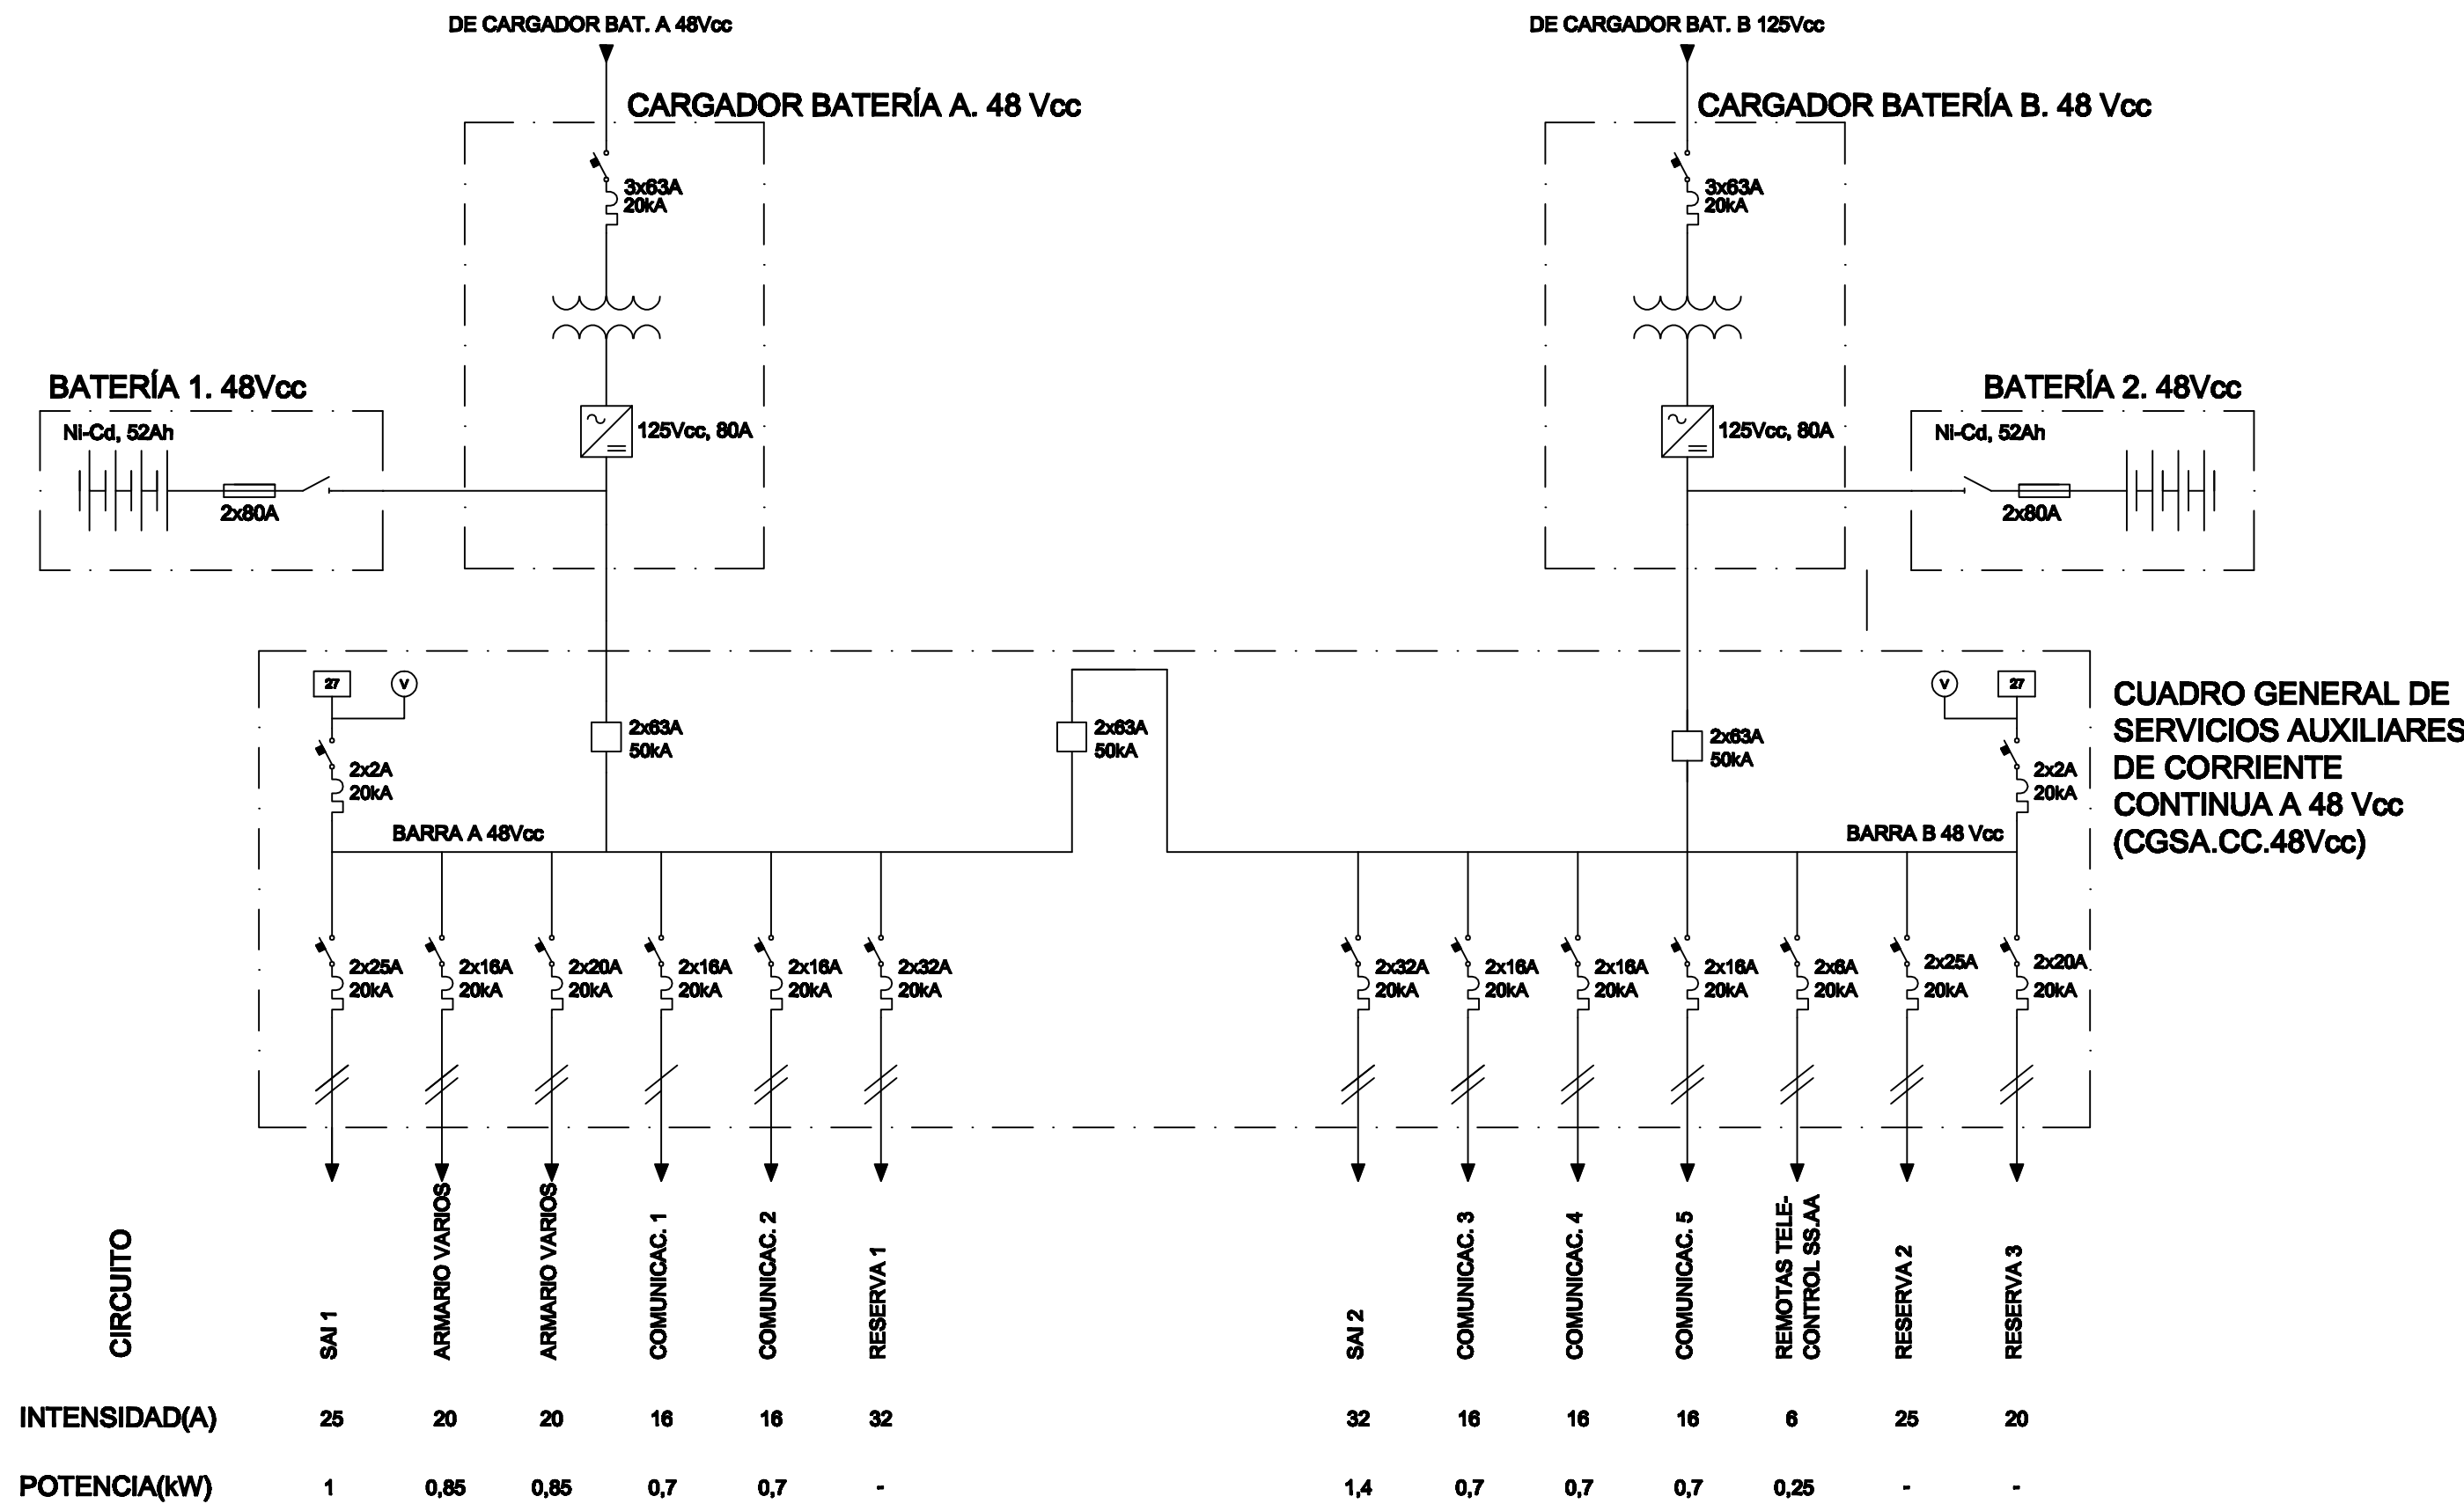 DE CARGADOR BAT. A 48Vcc
DE CARGADOR BAT. B 125Vcc
CARGADOR BATERÍA A. 48 Vcc
CARGADOR BATERÍA B. 48 Vcc
3x63A
20kA
3x63A
20kA
BATERÍA 1. 48Vcc
BATERÍA 2. 48Vcc
Ni-Cd, 52Ah
125Vcc, 80A
125Vcc, 80A
Ni-Cd, 52Ah
2x80A
2x80A
27
V
V
27
CUADRO GENERAL DE
SERVICIOS AUXILIARES
DE CORRIENTE
CONTINUA A 48 Vcc
(CGSA.CC.48Vcc)
2x63A
50kA
2x63A
50kA
2x63A
50kA
2x2A
20kA
2x2A
20kA
BARRA A 48Vcc
BARRA B 48 Vcc
2x25A
20kA
2x16A
20kA
2x20A
20kA
2x16A
20kA
2x16A
20kA
2x32A
20kA
2x32A
20kA
2x16A
20kA
2x16A
20kA
2x16A
20kA
2x6A
20kA
2x25A
20kA
2x20A
20kA
CIRCUITO
SAI 1
ARMARIO VARIOS
ARMARIO VARIOS
COMUNICAC. 1
COMUNICAC. 2
RESERVA 1
SAI 2
COMUNICAC. 3
COMUNICAC. 4
COMUNICAC. 5
REMOTAS TELE-
CONTROL SS.AA
RESERVA 2
RESERVA 3
INTENSIDAD(A) 25 20 20 16 16 32 32 16 16 16 6 25 20
POTENCIA(kW) 1 0,85 0,85 0,7 0,7 - 1,4 0,7 0,7 0,7 0,25 - -